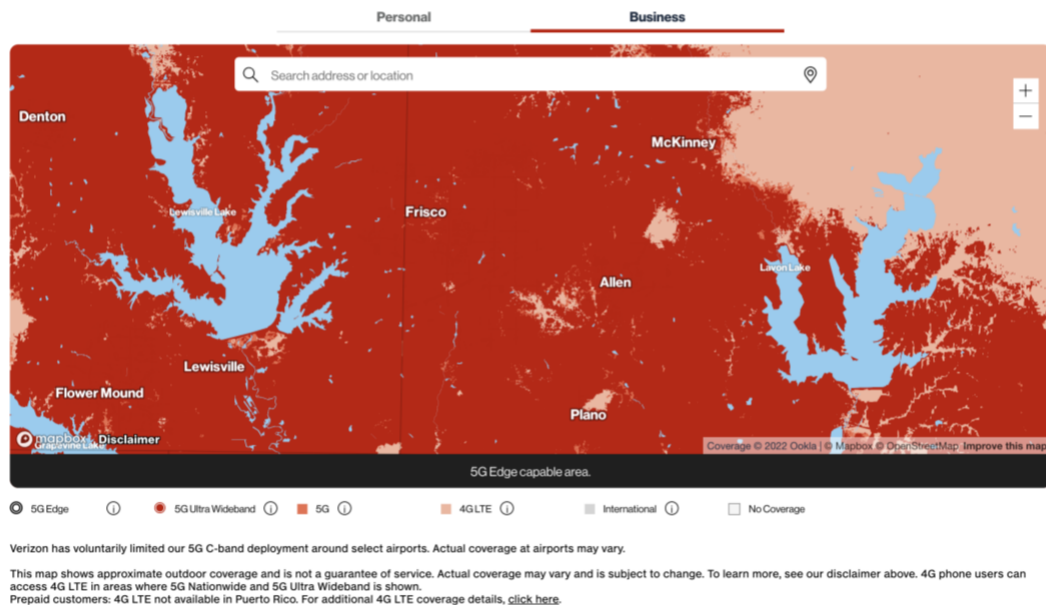 Personal Business
Search address or location
+
−
Denton
McKinney
Lewisville Lake
Frisco
Lavon Lake
Allen
Lewisville
Flower Mound
Plano
mapbox Disclaimer
Grapevine Lake
Coverage © 2022 Ookla | © Mapbox © OpenStreetMap Improve this map
5G Edge capable area.
5G Edge 5G Ultra Wideband 5G 4G LTE International No Coverage
Verizon has voluntarily limited our 5G C-band deployment around select airports. Actual coverage at airports may vary.
This map shows approximate outdoor coverage and is not a guarantee of service. Actual coverage may vary and is subject to change. To learn more, see our disclaimer above. 4G phone users can
access 4G LTE in areas where 5G Nationwide and 5G Ultra Wideband is shown.
Prepaid customers: 4G LTE not available in Puerto Rico. For additional 4G LTE coverage details, click here.